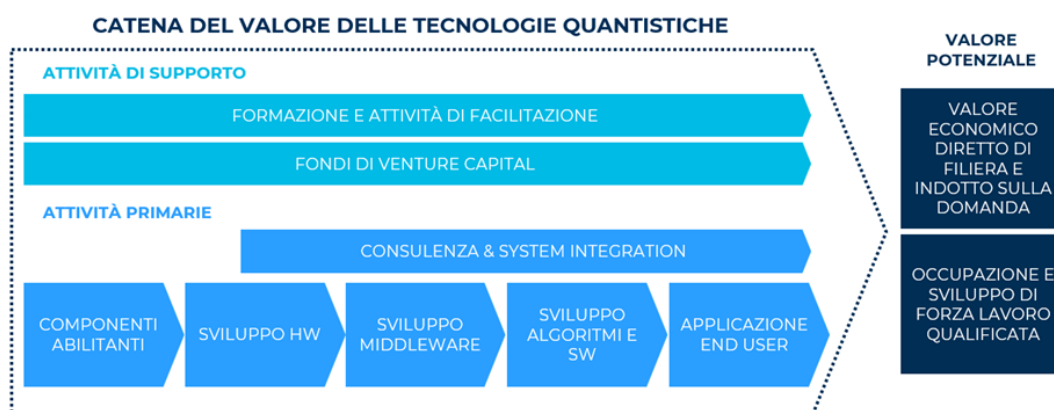 CATENA DEL VALORE DELLE TECNOLOGIE QUANTISTICHE
ATTIVITÀ DI SUPPORTO
FORMAZIONE E ATTIVITÀ DI FACILITAZIONE
FONDI DI VENTURE CAPITAL
ATTIVITÀ PRIMARIE
CONSULENZA & SYSTEM INTEGRATION
COMPONENTI
ABILITANTI
SVILUPPO HW
SVILUPPO
MIDDLEWARE
SVILUPPO
ALGORITMI E
SW
APPLICAZIONE
END USER
VALORE
POTENZIALE
VALORE
ECONOMICO
DIRETTO DI
FILIERA E
INDOTTO SULLA
DOMANDA
OCCUPAZIONE E
SVILUPPO DI
FORZA LAVORO
QUALIFICATA